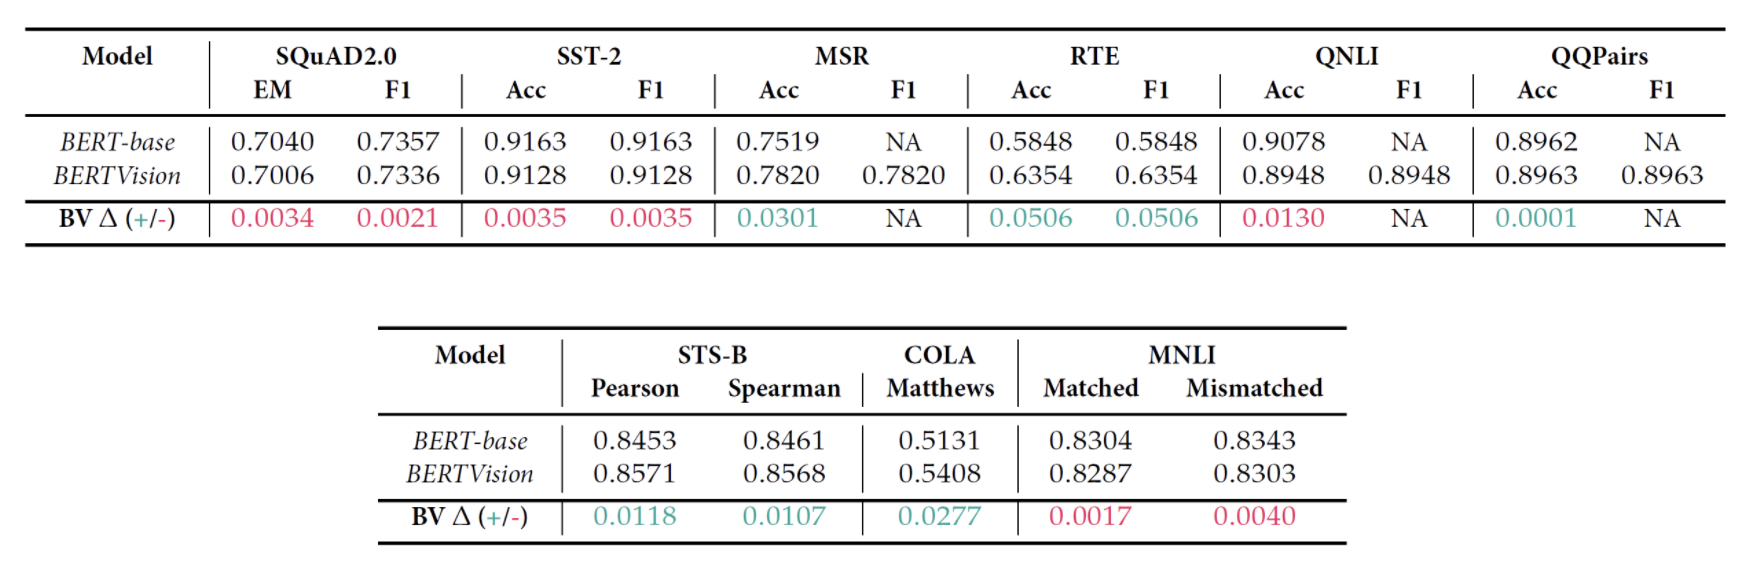 Model SQuAD2.0 SST-2 MSR RTE QNLI QQPairs
EM F1 Acc F1 Acc F1 Acc F1 Acc F1 Acc F1
BERT-base 0.7040 0.7357 0.9163 0.9163 0.7519 NA 0.5848 0.5848 0.9078 NA 0.8962 NA
BERTVision 0.7006 0.7336 0.9128 0.9128 0.7820 0.7820 0.6354 0.6354 0.8948 0.8948 0.8963 0.8963
BV Δ (+/-) 0.0034 0.0021 0.0035 0.0035 0.0301 NA 0.0506 0.0506 0.0130 NA 0.0001 NA
Model STS-B COLA MNLI
Pearson Spearman Matthews Matched Mismatched
BERT-base 0.8453 0.8461 0.5131 0.8304 0.8343
BERTVision 0.8571 0.8568 0.5408 0.8287 0.8303
BV Δ (+/-) 0.0118 0.0107 0.0277 0.0017 0.0040